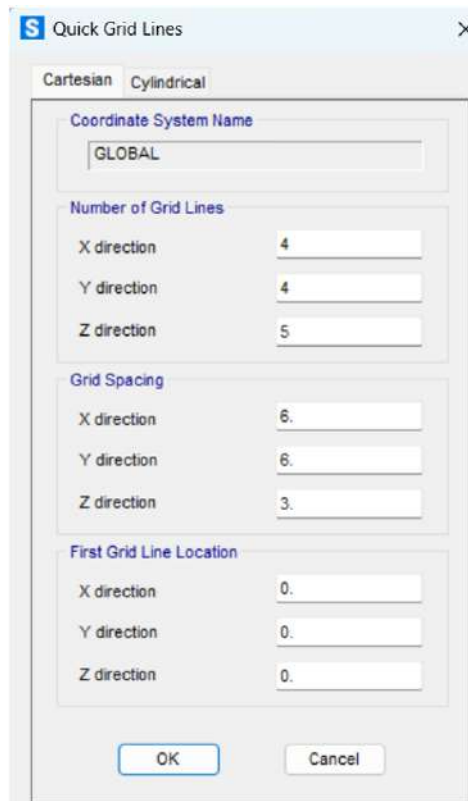 S Quick Grid Lines
Cartesian Cylindrical
Coordinate System Name
GLOBAL
Number of Grid Lines
X direction 4
Y direction 4
Z direction 5
Grid Spacing
X direction 6.
Y direction 6.
Z direction 3.
First Grid Line Location
X direction 0.
Y direction 0.
Z direction 0.
OK Cancel